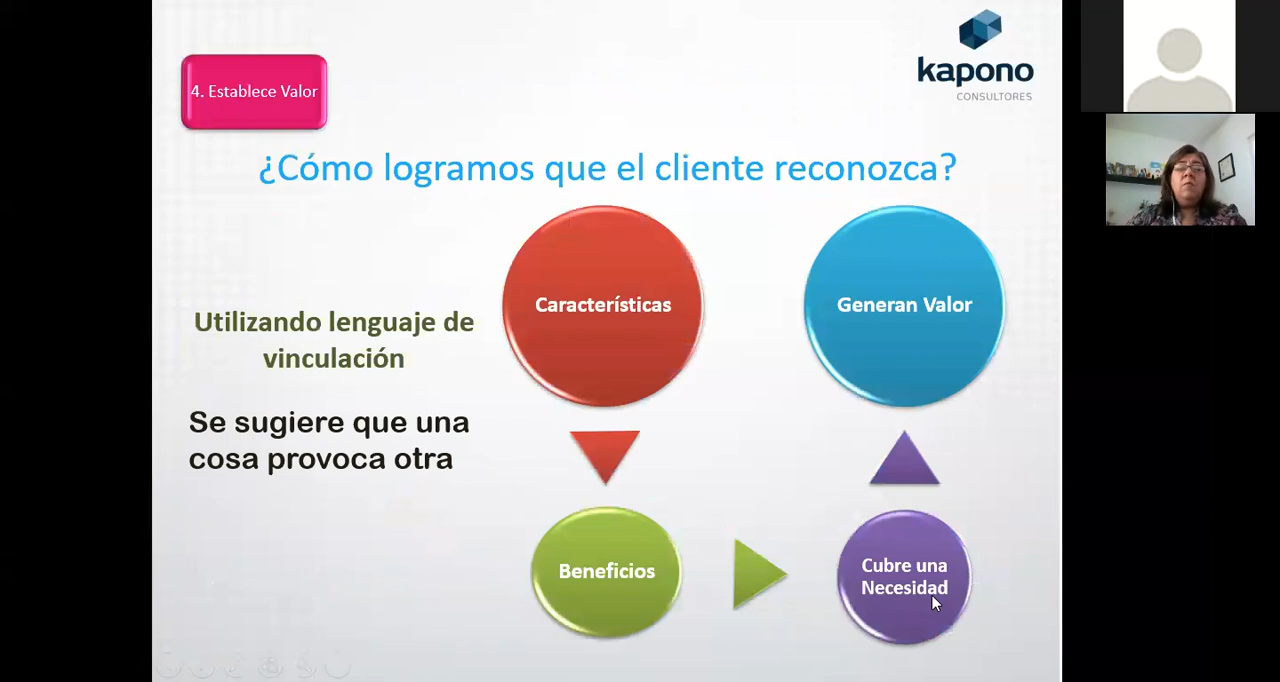 4. Establece Valor
kapono
CONSULTORES
¿Cómo logramos que el cliente reconozca?
Utilizando lenguaje de
vinculación
Se sugiere que una
cosa provoca otra
Características
Generan Valor
Beneficios
Cubre una
Necesidad